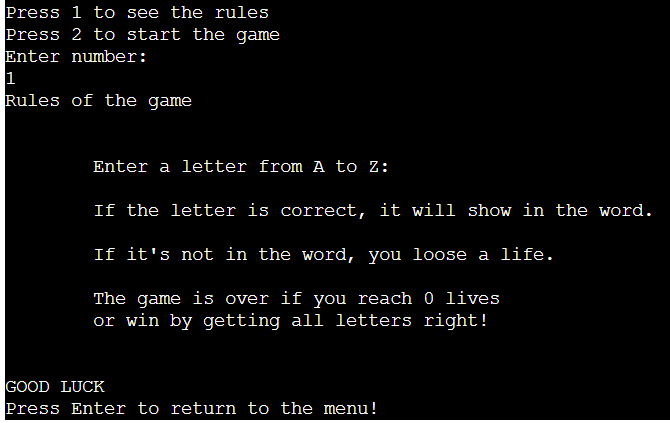 Press 1 to see the rules
Press 2 to start the game
Enter number:
1
Rules of the game
Enter a letter from A to Z:
If the letter is correct, it will show in the word.
If it's not in the word, you loose a life.
The game is over if you reach 0 lives
or win by getting all letters right!
GOOD LUCK
Press Enter to return to the menu!